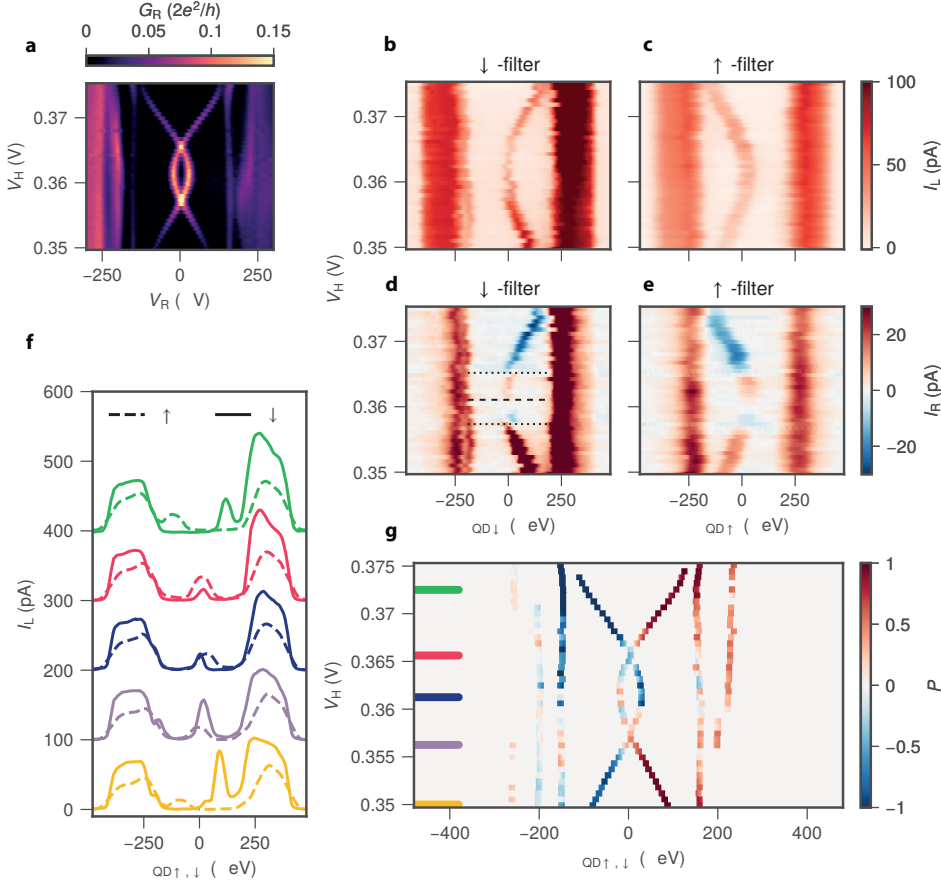 G_R (2e²/h)
0 0.05 0.1 0.15
a
0.37
0.36
0.35
V_H (V)
−250 0 250
V_R ( V)
b
↓ -filter
c
↑ -filter
0.37
0.36
0.35
100
50
0
I_L (pA)
V_H (V)
d
↓ -filter
e
↑ -filter
0.37
0.36
0.35
20
0
−20
I_R (pA)
−250 0 250
QD↓ ( eV)
−250 0 250
QD↑ ( eV)
f
600
500
400
300
200
100
0
I_L (pA)
↑ ↓
−250 0 250
QD↑,↓ ( eV)
g
0.375
0.37
0.365
0.36
0.355
0.35
V_H (V)
−400 −200 0 200 400
QD↑,↓ ( eV)
1
0.5
0
−0.5
−1
P